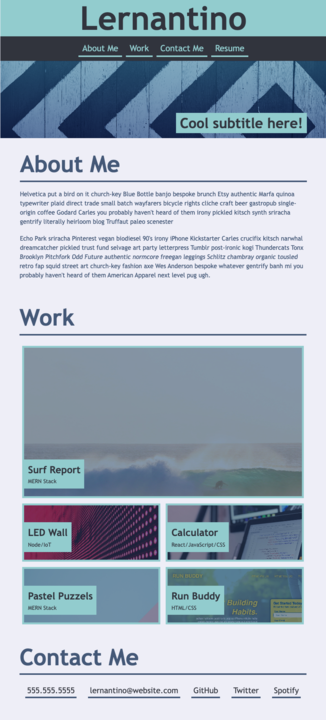 Lernantino
About Me Work Contact Me Resume
Cool subtitle here!
About Me
Helvetica put a bird on it church-key Blue Bottle banjo bespoke brunch Etsy authentic Marfa quinoa
typewriter plaid direct trade small batch wayfarers bicycle rights cliche craft beer gastropub single-
origin coffee Godard Carles you probably haven't heard of them irony pickled kitsch synth sriracha
gentrify literally heirloom blog Truffaut paleo scenester
Echo Park sriracha Pinterest vegan biodiesel 90's irony iPhone Kickstarter Carles crucifix kitsch narwhal
dreamcatcher pickled trust fund selvage art party letterpress Tumblr post-ironic kogi Thundercats Tonx
Brooklyn Pitchfork Odd Future authentic normcore freegan leggings Schlitz chambray organic tousled
retro fap squid street art church-key fashion axe Wes Anderson bespoke whatever gentrify banh mi you
probably haven't heard of them American Apparel next level pug ugh.
Work
Surf Report
MERN Stack
LED Wall
Node/IoT
Calculator
React/JavaScript/CSS
Pastel Puzzels
MERN Stack
Run Buddy
HTML/CSS
Building
Habits.
Contact Me
555.555.5555 lernantino@website.com GitHub Twitter Spotify